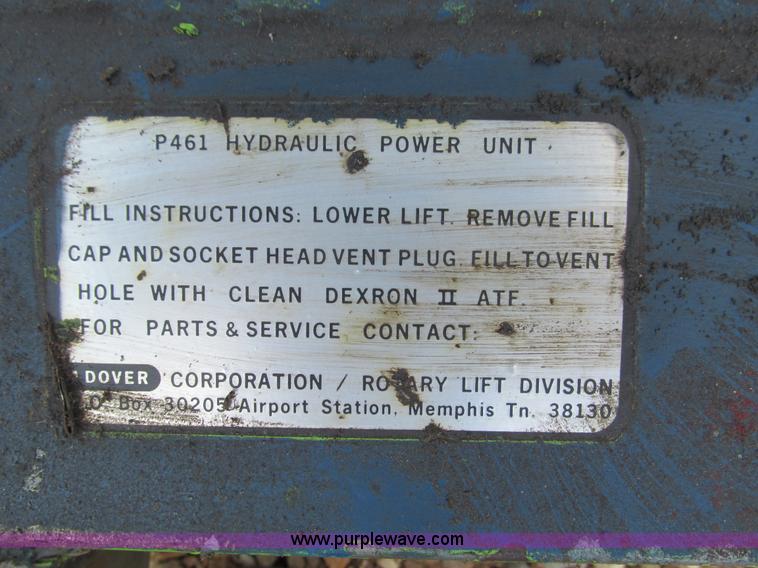 P461 HYDRAULIC POWER UNIT
FILL INSTRUCTIONS: LOWER LIFT. REMOVE FILL
CAP AND SOCKET HEAD VENT PLUG. FILL TO VENT
HOLE WITH CLEAN DEXRON II ATF.
FOR PARTS & SERVICE CONTACT:
DOVER CORPORATION / ROTARY LIFT DIVISION
P.O. Box 30205 Airport Station, Memphis Tn. 38130
www.purplewave.com